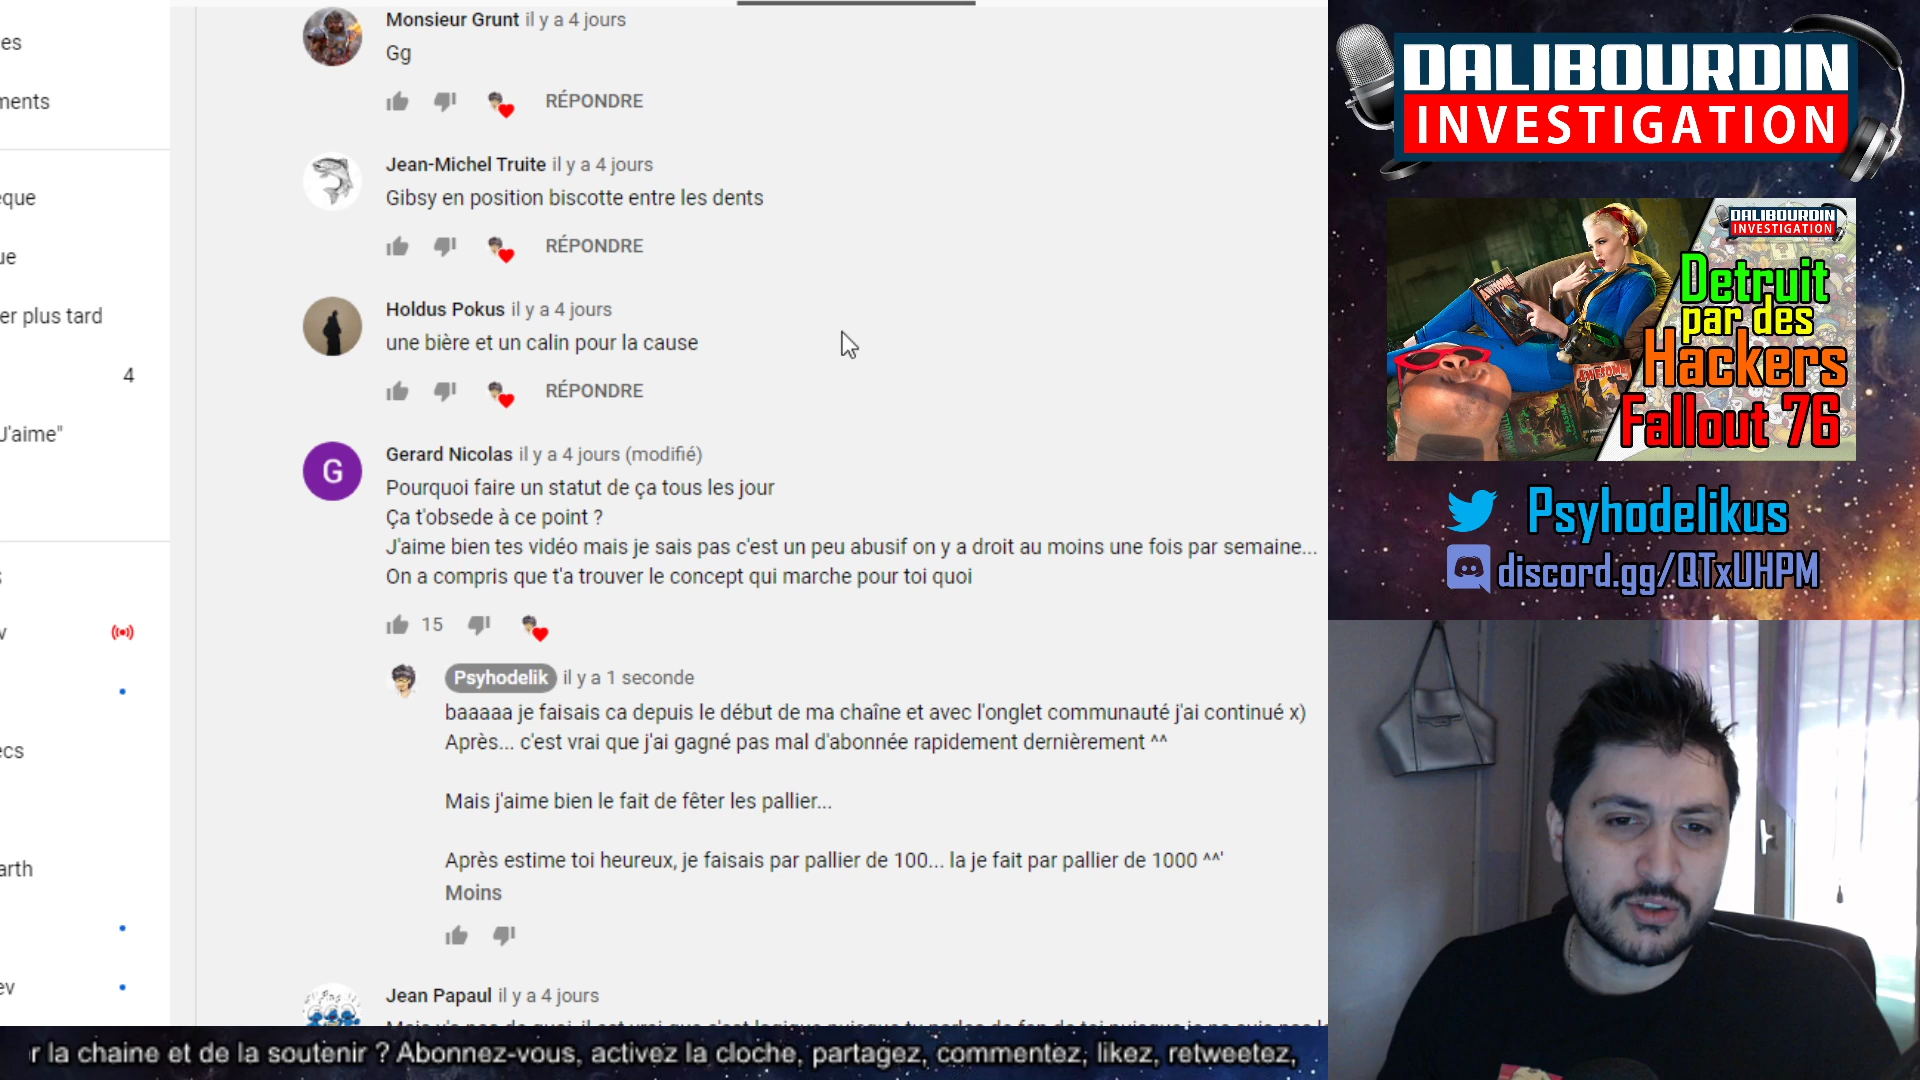 es
ments
eque
ue
er plus tard
4
J'aime"
ecs
arth
ev
Monsieur Grunt il y a 4 jours
Gg
RÉPONDRE
Jean-Michel Truite il y a 4 jours
Gibsy en position biscotte entre les dents
RÉPONDRE
Holdus Pokus il y a 4 jours
une bière et un calin pour la cause
RÉPONDRE
G
Gerard Nicolas il y a 4 jours (modifié)
Pourquoi faire un statut de ça tous les jour
Ça t'obsede à ce point ?
J'aime bien tes vidéo mais je sais pas c'est un peu abusif on y a droit au moins une fois par semaine...
On a compris que t'a trouver le concept qui marche pour toi quoi
15
Psyhodelik il y a 1 seconde
baaaaa je faisais ca depuis le début de ma chaîne et avec l'onglet communauté j'ai continué x)
Après... c'est vrai que j'ai gagné pas mal d'abonnée rapidement dernièrement ^^
Mais j'aime bien le fait de fêter les pallier...
Après estime toi heureux, je faisais par pallier de 100... la je fait par pallier de 1000 ^^'
Moins
Jean Papaul il y a 4 jours
r la chaine et de la soutenir ? Abonnez-vous, activez la cloche, partagez, commentez, likez, retweetez,
DALIBOURDIN
INVESTIGATION
DALIBOURDIN
INVESTIGATION
AWESOME
AWESOME
Detruit
par des
Hackers
Fallout 76
Psyhodelikus
discord.gg/QTxUHPM